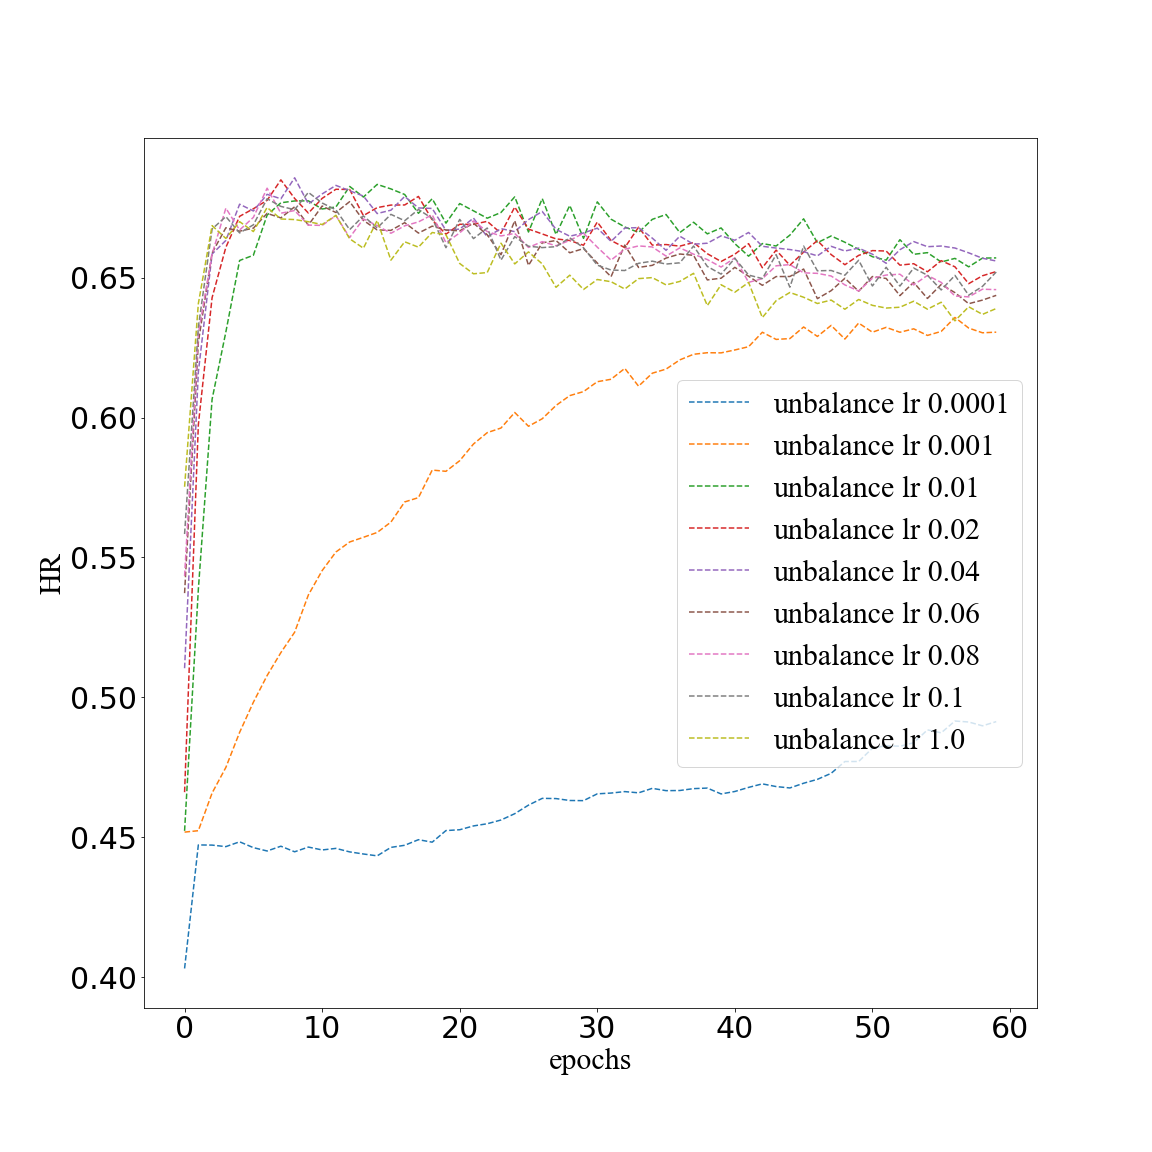 0.65
0.60
0.55
0.50
0.45
0.40
HR
0
10
20
30
40
50
60
epochs
unbalance lr 0.0001
unbalance lr 0.001
unbalance lr 0.01
unbalance lr 0.02
unbalance lr 0.04
unbalance lr 0.06
unbalance lr 0.08
unbalance lr 0.1
unbalance lr 1.0